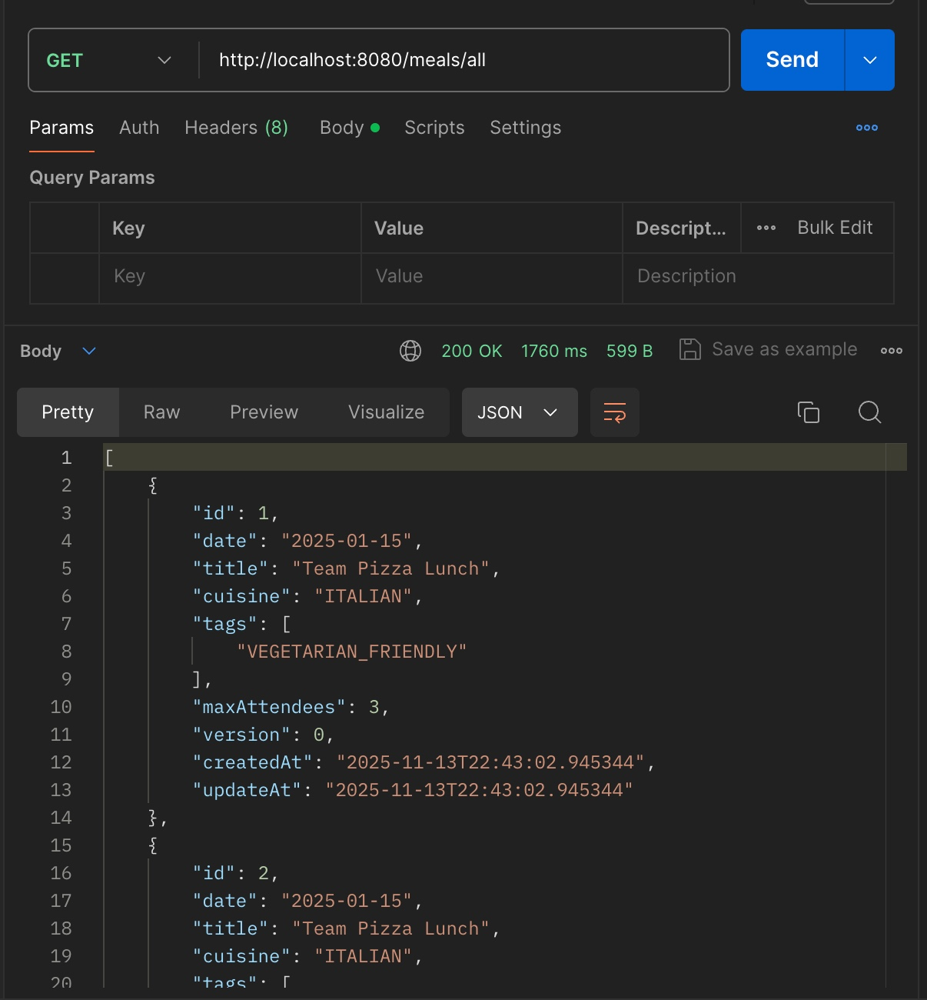 GET http://localhost:8080/meals/all Send
Params Auth Headers (8) Body Scripts Settings
Query Params
Key Value Descript... Bulk Edit
Key Value Description
Body 200 OK 1760 ms 599 B Save as example
Pretty Raw Preview Visualize JSON
1 [
2 {
3 "id": 1,
4 "date": "2025-01-15",
5 "title": "Team Pizza Lunch",
6 "cuisine": "ITALIAN",
7 "tags": [
8 "VEGETARIAN_FRIENDLY"
9 ],
10 "maxAttendees": 3,
11 "version": 0,
12 "createdAt": "2025-11-13T22:43:02.945344",
13 "updateAt": "2025-11-13T22:43:02.945344"
14 },
15 {
16 "id": 2,
17 "date": "2025-01-15",
18 "title": "Team Pizza Lunch",
19 "cuisine": "ITALIAN",
20 "tags": [